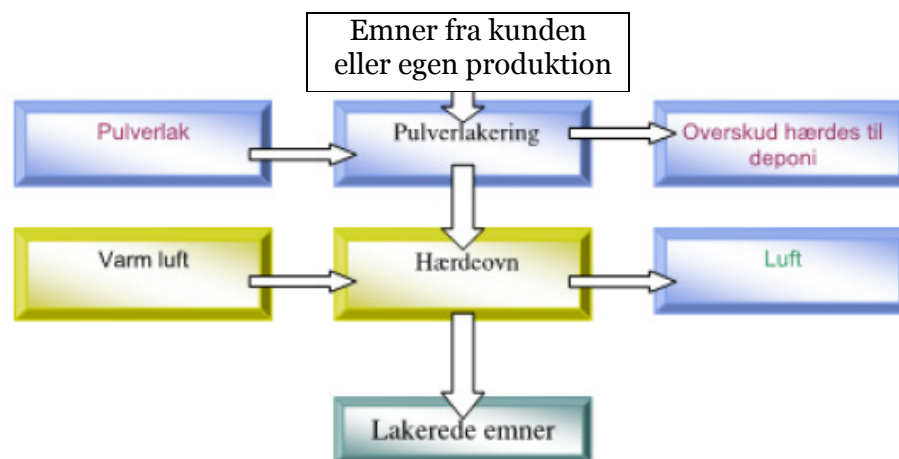 Emner fra kunden
eller egen produktion
Pulverlak
Pulverlakering
Overskud hærdes til
deponi
Varm luft
Hærdeovn
Luft
Lakerede emner